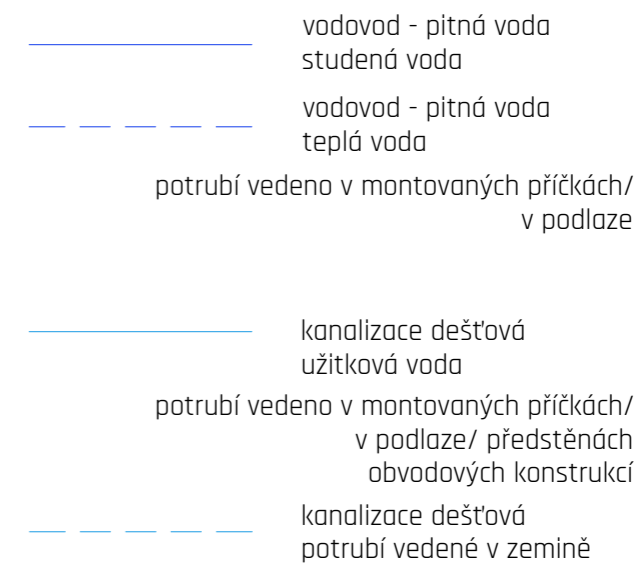 vodovod - pitná voda
studená voda
vodovod - pitná voda
teplá voda
potrubí vedeno v montovaných příčkách/
v podlaze
kanalizace dešťová
užitková voda
potrubí vedeno v montovaných příčkách/
v podlaze/ předstěnách
obvodových konstrukcí
kanalizace dešťová
potrubí vedené v zemině